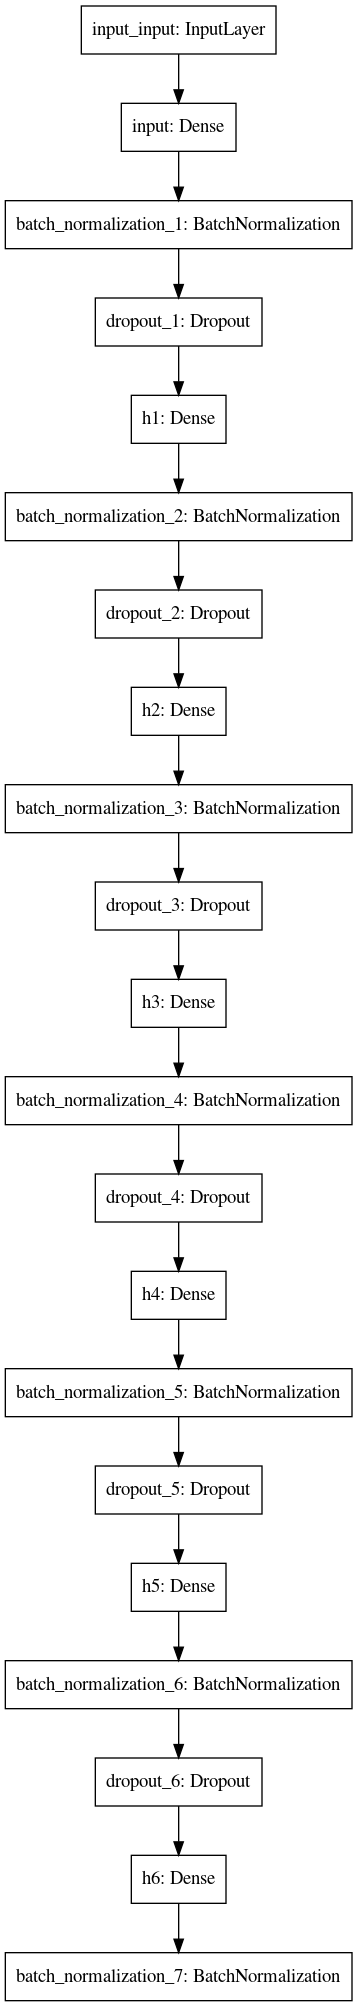 input_input: InputLayer
input: Dense
batch_normalization_1: BatchNormalization
dropout_1: Dropout
h1: Dense
batch_normalization_2: BatchNormalization
dropout_2: Dropout
h2: Dense
batch_normalization_3: BatchNormalization
dropout_3: Dropout
h3: Dense
batch_normalization_4: BatchNormalization
dropout_4: Dropout
h4: Dense
batch_normalization_5: BatchNormalization
dropout_5: Dropout
h5: Dense
batch_normalization_6: BatchNormalization
dropout_6: Dropout
h6: Dense
batch_normalization_7: BatchNormalization